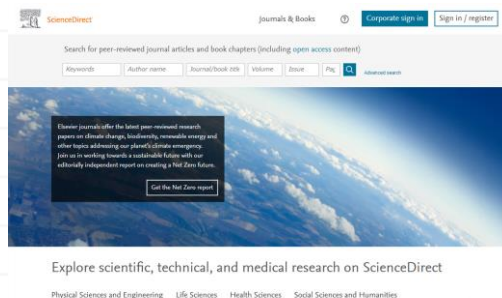 ScienceDirect
Journals & Books
Corporate sign in
Sign in / register
Search for peer-reviewed journal articles and book chapters (including open access content)
Keywords
Author name
Journal/book title
Volume
Issue
Pag
Advanced search
Elsevier journals offer the latest peer-reviewed research
papers on climate change, biodiversity, renewable energy and
other topics addressing our planet's climate emergency.
Join us in working towards a sustainable future with our
editorially independent report on creating a Net Zero future.
Get the Net Zero report
Explore scientific, technical, and medical research on ScienceDirect
Physical Sciences and Engineering Life Sciences Health Sciences Social Sciences and Humanities